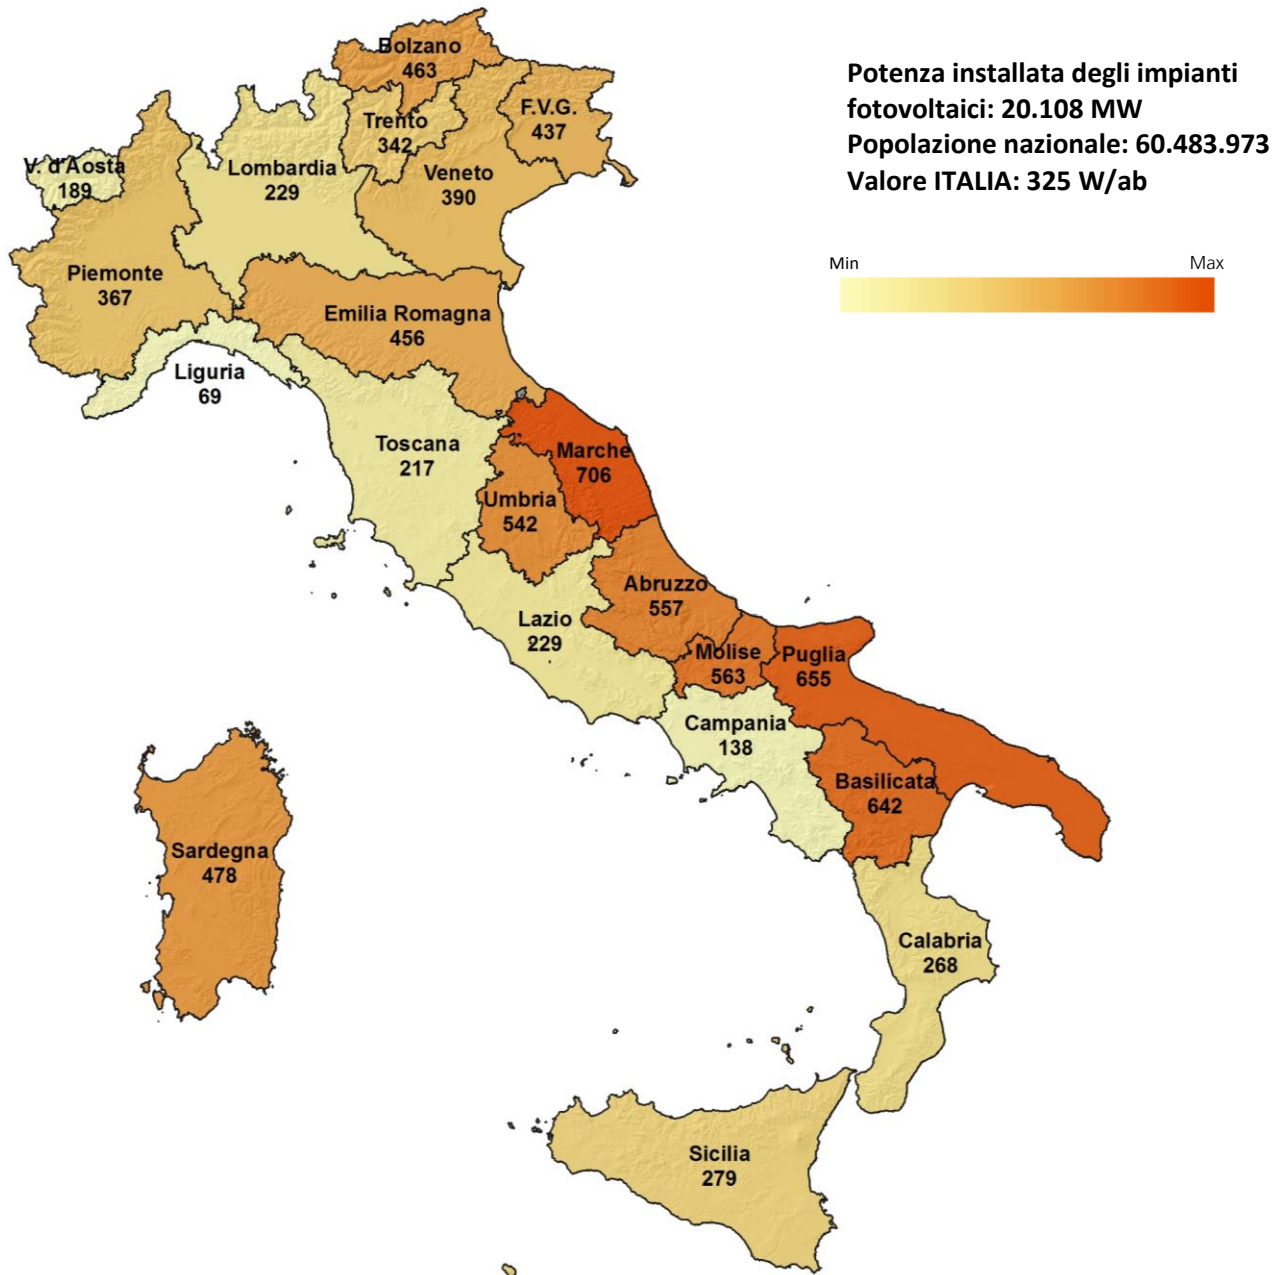 Potenza installata degli impianti
fotovoltaici: 20.108 MW
Popolazione nazionale: 60.483.973
Valore ITALIA: 325 W/ab
Min
Max
Bolzano
463
Trento
342
F.V.G.
437
V. d'Aosta
189
Lombardia
229
Veneto
390
Piemonte
367
Emilia Romagna
456
Liguria
69
Toscana
217
Marche
706
Umbria
542
Abruzzo
557
Lazio
229
Molise
563
Puglia
655
Campania
138
Basilicata
642
Sardegna
478
Calabria
268
Sicilia
279